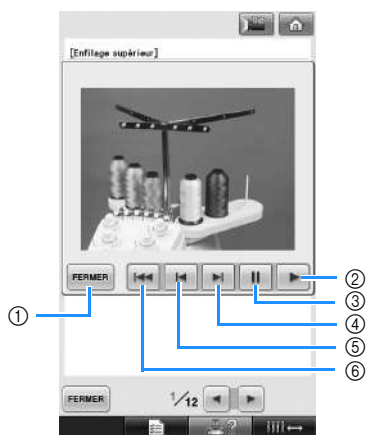 [Enfilage supérieur]
FERMER
②
③
①
④
⑤
⑥
FERMER 1/12
?